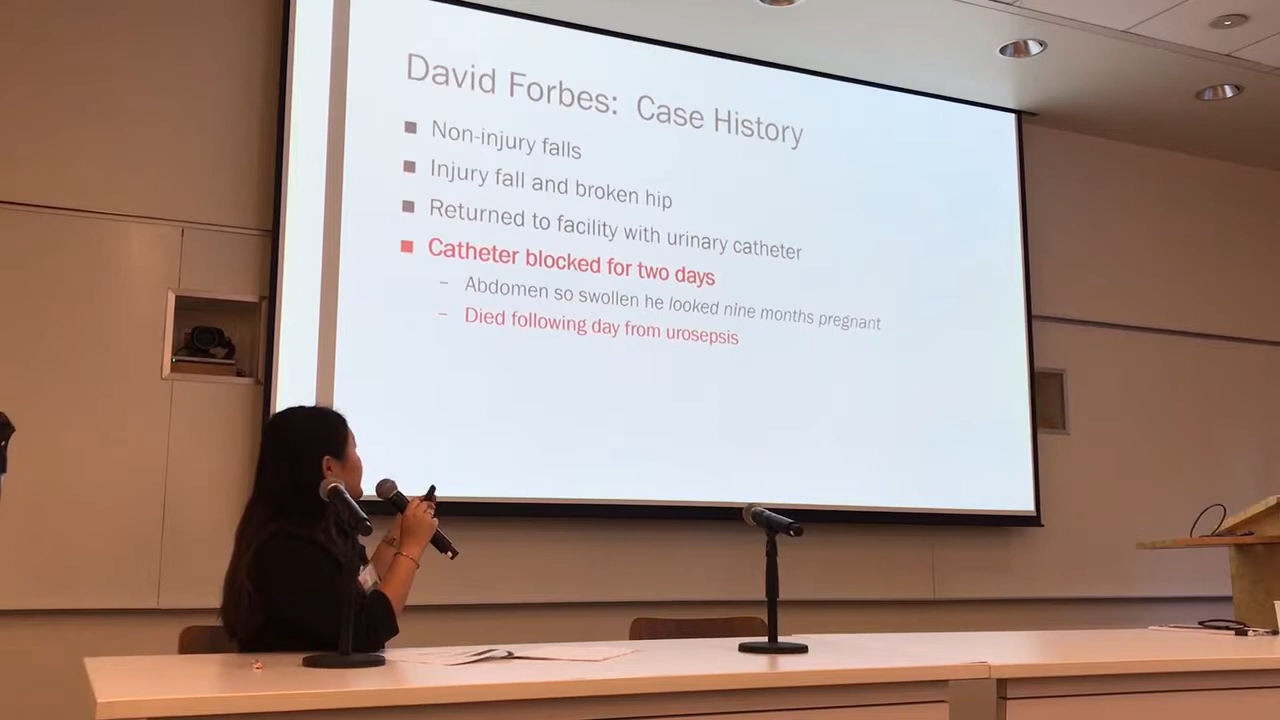 David Forbes: Case History
■ Non-injury falls
■ Injury fall and broken hip
■ Returned to facility with urinary catheter
■ Catheter blocked for two days
– Abdomen so swollen he looked nine months pregnant
– Died following day from urosepsis